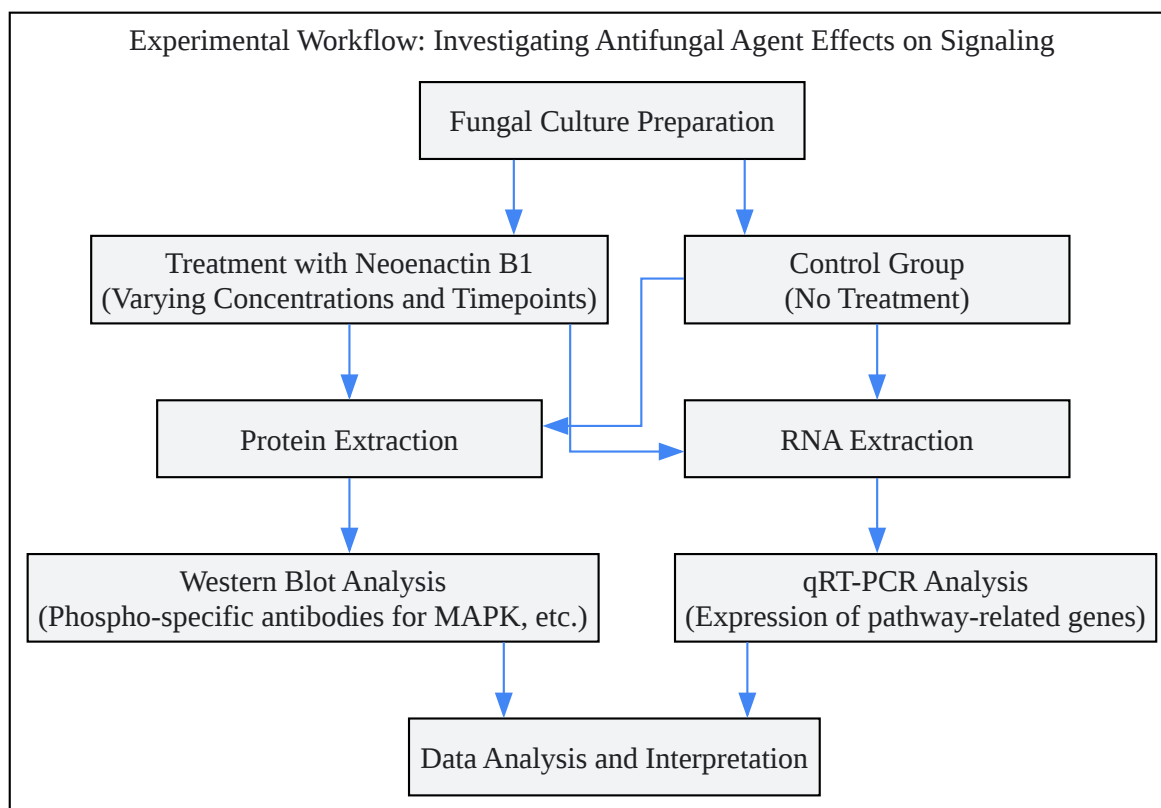 Experimental Workflow: Investigating Antifungal Agent Effects on Signaling
Fungal Culture Preparation
Treatment with Neoenactin B1
(Varying Concentrations and Timepoints)
Control Group
(No Treatment)
Protein Extraction
RNA Extraction
Western Blot Analysis
(Phospho-specific antibodies for MAPK, etc.)
qRT-PCR Analysis
(Expression of pathway-related genes)
Data Analysis and Interpretation